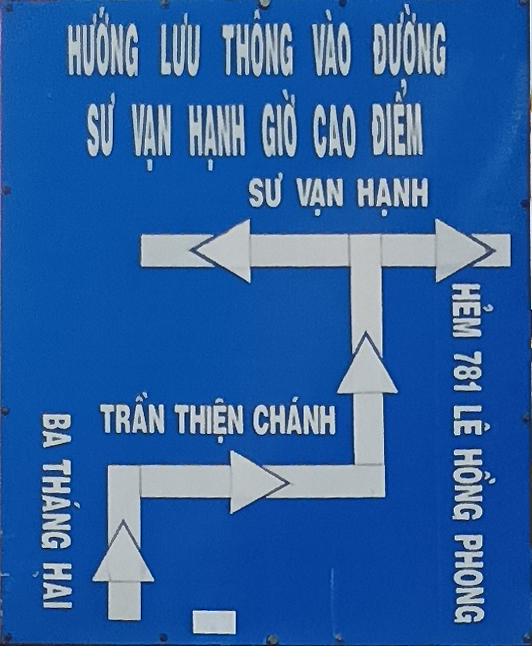 HƯỚNG LƯU THÔNG VÀO ĐƯỜNG
SƯ VẠN HẠNH GIỜ CAO ĐIỂM
SƯ VẠN HẠNH
HẺM 781 LÊ HỒNG PHONG
TRẦN THIỆN CHÁNH
BA THÁNG HAI